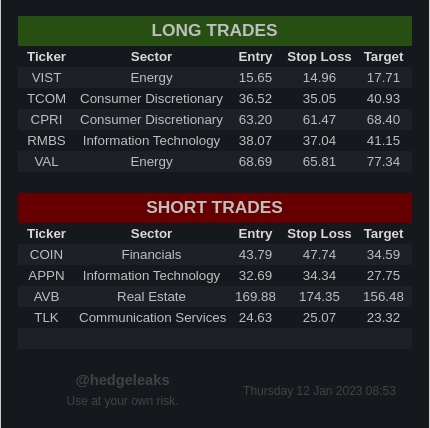 LONG TRADES
Ticker Sector Entry Stop Loss Target
VIST Energy 15.65 14.96 17.71
TCOM Consumer Discretionary 36.52 35.05 40.93
CPRI Consumer Discretionary 63.20 61.47 68.40
RMBS Information Technology 38.07 37.04 41.15
VAL Energy 68.69 65.81 77.34
SHORT TRADES
Ticker Sector Entry Stop Loss Target
COIN Financials 43.79 47.74 34.59
APPN Information Technology 32.69 34.34 27.75
AVB Real Estate 169.88 174.35 156.48
TLK Communication Services 24.63 25.07 23.32
@hedgeleaks
Use at your own risk.
Thursday 12 Jan 2023 08:53